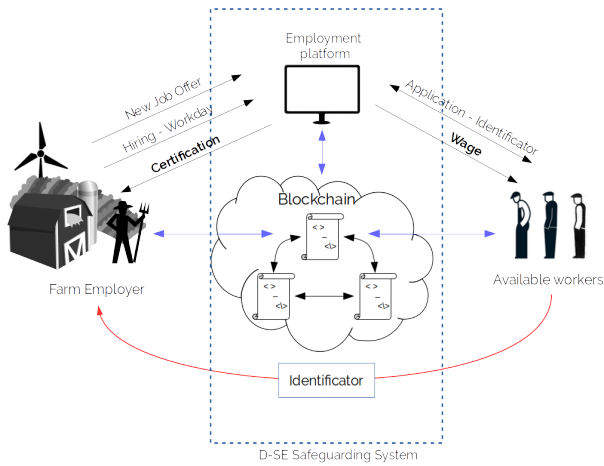 Employment
platform
New Job Offer
Hiring - Workday
Certification
Application - Identificator
Wage
Blockchain
<>
_
<\>
<>
_
<\>
<>
_
<\>
Farm Employer
Available workers
Identificator
D-SE Safeguarding System